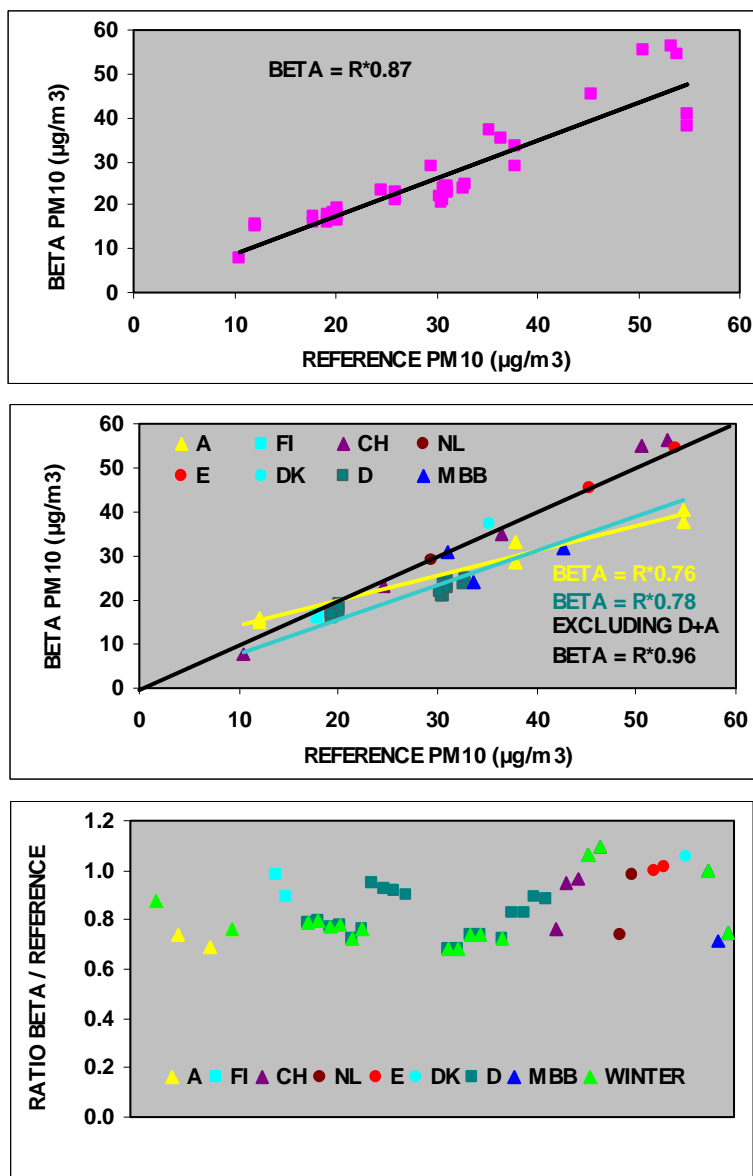 BETA PM10 (µg/m3)
60
50
40
30
20
10
0
BETA = R*0.87
10 20 30 40 50 60
REFERENCE PM10 (µg/m3)
BETA PM10 (µg/m3)
60
50
40
30
20
10
0
A FI CH NL
E DK D MBB
BETA = R*0.76
BETA = R*0.78
EXCLUDING D+A
BETA = R*0.96
0 10 20 30 40 50 60
REFERENCE PM10 (µg/m3)
RATIO BETA / REFERENCE
1.2
1.0
0.8
0.6
0.4
0.2
0.0
A FI CH NL E DK D MBB WINTER